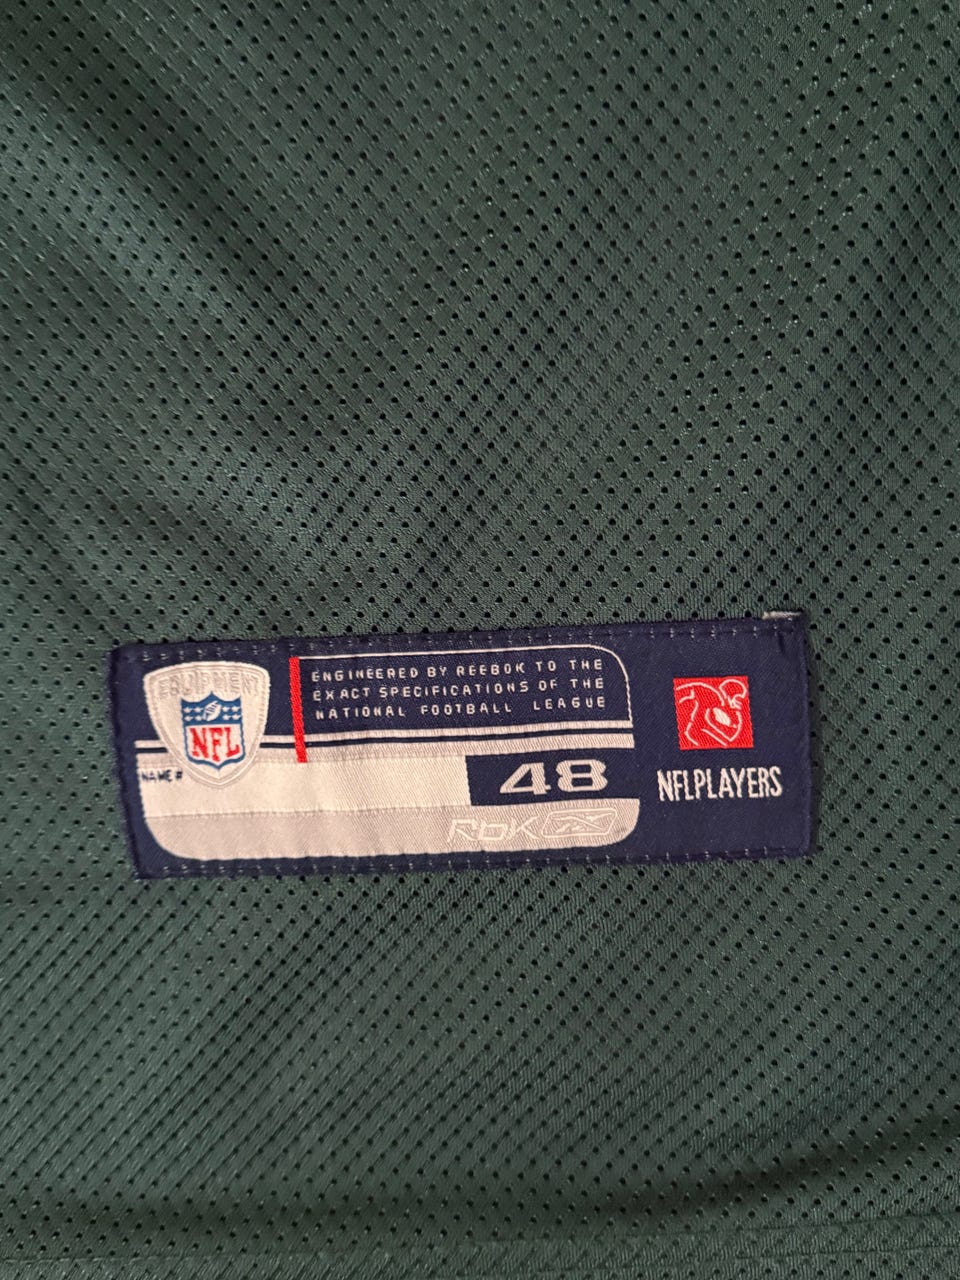 EQUIPMENT
NFL
ENGINEERED BY REEBOK TO THE
EXACT SPECIFICATIONS OF THE
NATIONAL FOOTBALL LEAGUE
NAME #
48
RbK
NFLPLAYERS